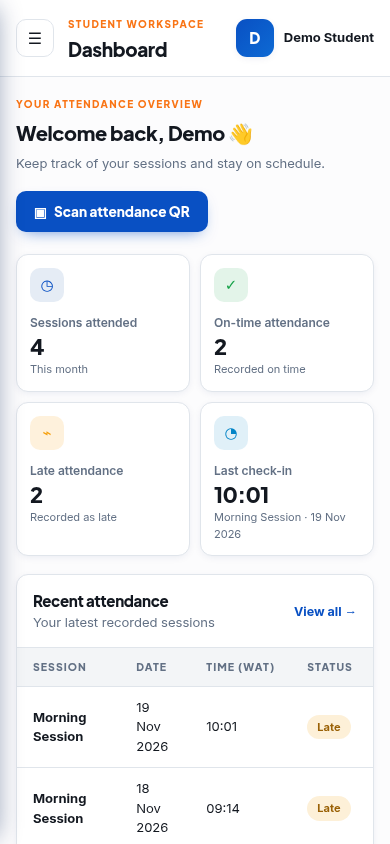 ☰
STUDENT WORKSPACE
Dashboard
D
Demo Student
YOUR ATTENDANCE OVERVIEW
Welcome back, Demo 👋
Keep track of your sessions and stay on schedule.
▣ Scan attendance QR
◷
Sessions attended
4
This month
✓
On-time attendance
2
Recorded on time
⌁
Late attendance
2
Recorded as late
◔
Last check-in
10:01
Morning Session · 19 Nov
2026
Recent attendance
Your latest recorded sessions
View all →
SESSION DATE TIME (WAT) STATUS
Morning
Session
19
Nov
2026
10:01
Late
Morning
Session
18
Nov
2026
09:14
Late